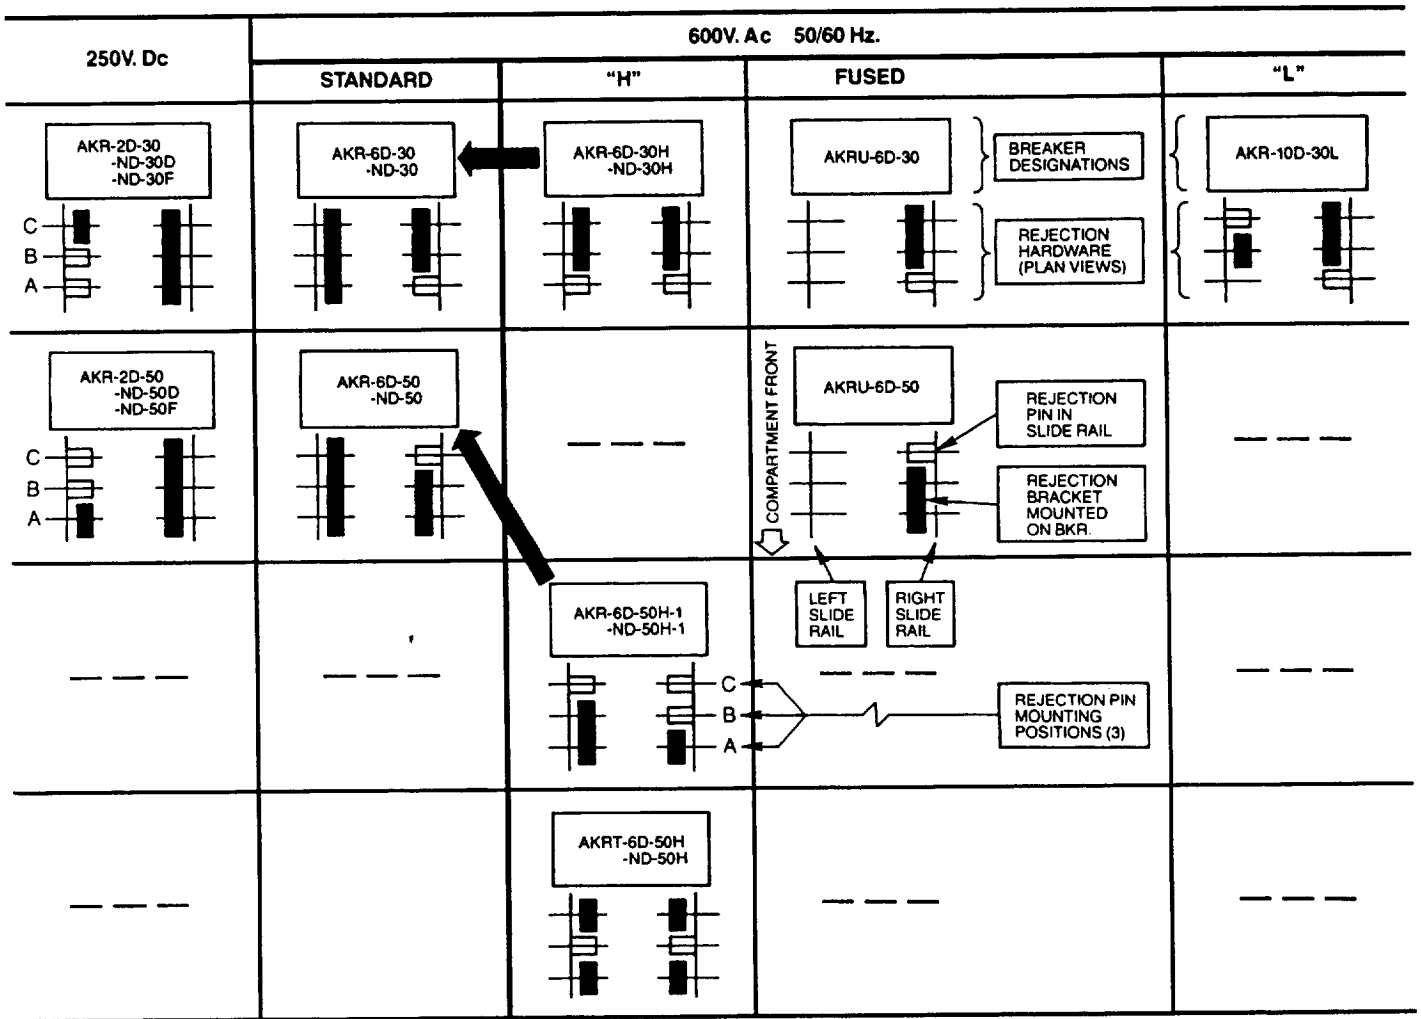 250V. Dc
600V. Ac 50/60 Hz.
STANDARD
"H"
FUSED
"L"
AKR-2D-30
-ND-30D
-ND-30F
AKR-6D-30
-ND-30
AKR-6D-30H
-ND-30H
AKRU-6D-30
BREAKER
DESIGNATIONS
AKR-10D-30L
C
B
A
REJECTION
HARDWARE
(PLAN VIEWS)
AKR-2D-50
-ND-50D
-ND-50F
AKR-6D-50
-ND-50
COMPARTMENT FRONT
AKRU-6D-50
REJECTION
PIN IN
SLIDE RAIL
C
B
A
REJECTION
BRACKET
MOUNTED
ON BKR.
LEFT
SLIDE
RAIL
RIGHT
SLIDE
RAIL
AKR-6D-50H-1
-ND-50H-1
C
B
A
REJECTION PIN
MOUNTING
POSITIONS (3)
AKRT-6D-50H
-ND-50H